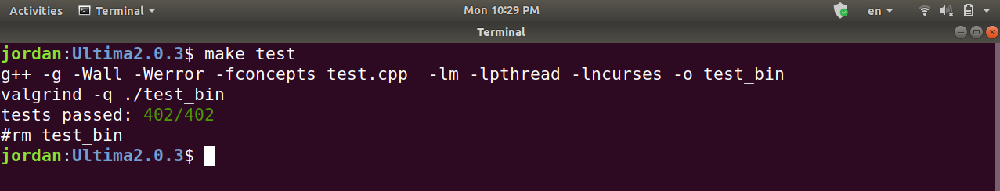 Activities Terminal Mon 10:29 PM en
Terminal
jordan:Ultima2.0.3$ make test
g++ -g -Wall -Werror -fconcepts test.cpp  -lm -lpthread -lncurses -o test_bin
valgrind -q ./test_bin
tests passed: 402/402
#rm test_bin
jordan:Ultima2.0.3$